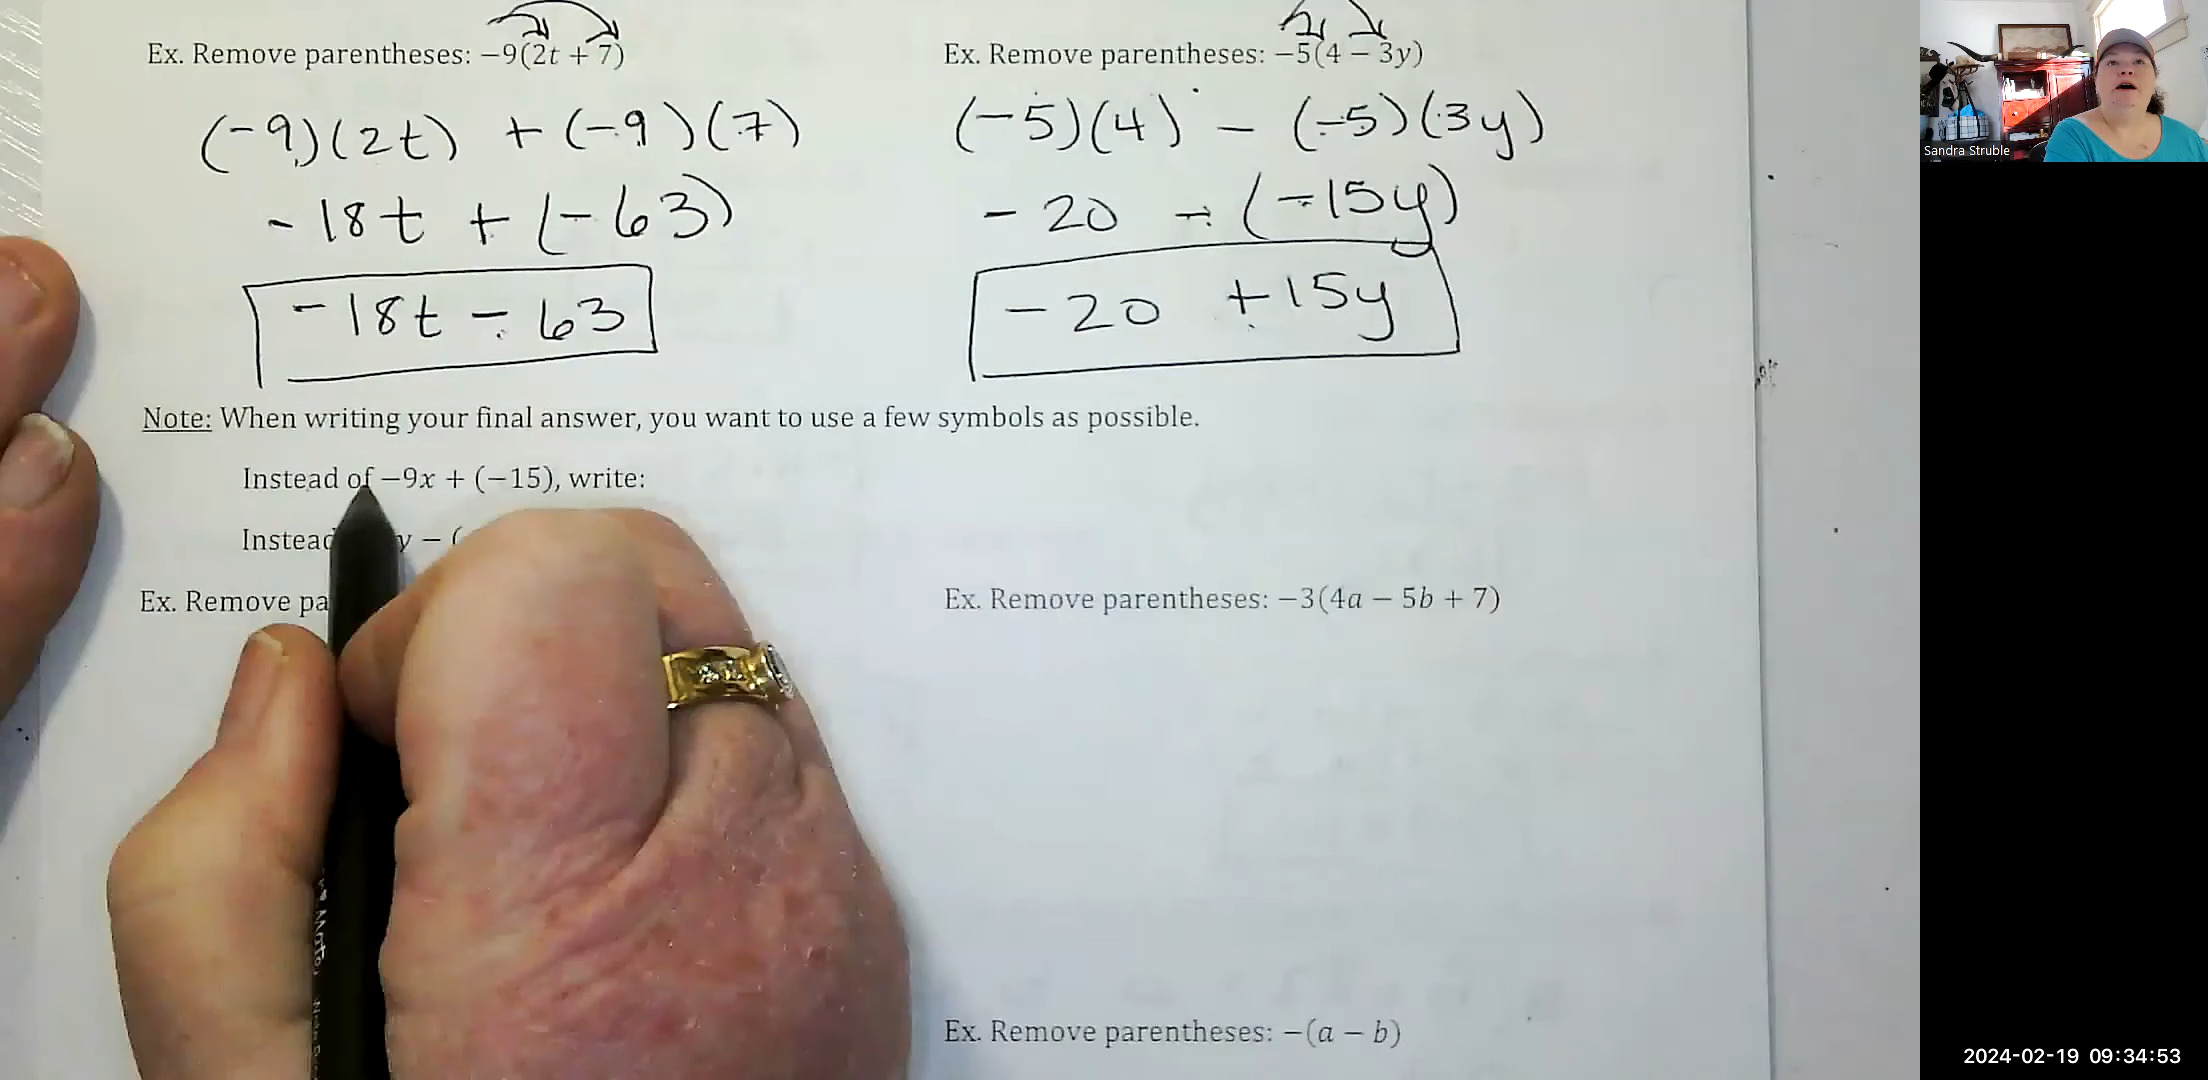 Ex. Remove parentheses: −9(2t + 7)
(-9)(2t) + (-9)(7)
-18t + (-63)
-18t - 63
Ex. Remove parentheses: −5(4 − 3y)
(-5)(4) - (-5)(3y)
-20 - (-15y)
-20 + 15y
Note: When writing your final answer, you want to use a few symbols as possible.
Instead of −9x + (−15), write:
Instead y − (
Ex. Remove pa
Ex. Remove parentheses: −3(4a − 5b + 7)
Ex. Remove parentheses: −(a − b)
Sandra Struble
2024-02-19 09:34:53